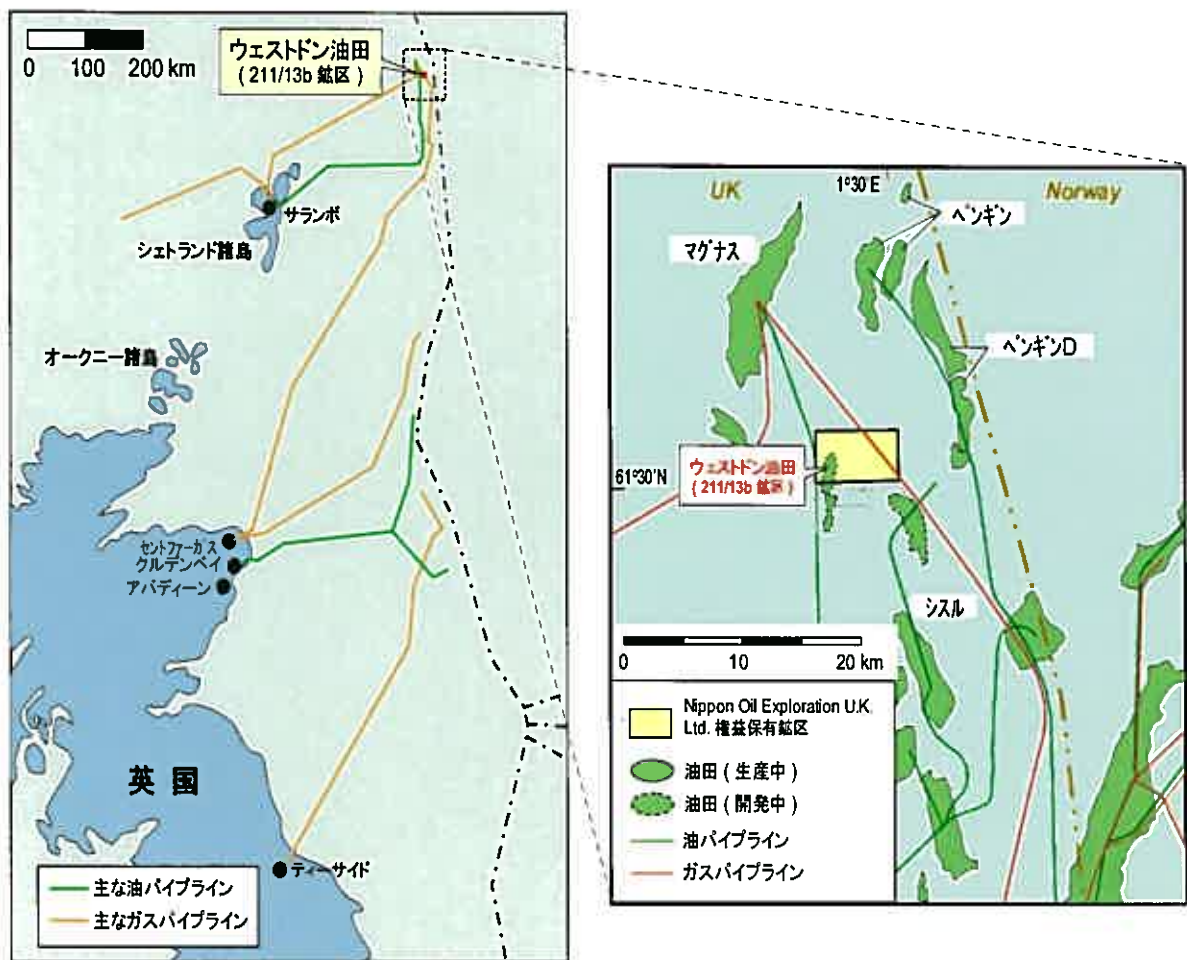 0 100 200 km
ウェストドン油田
( 211/13b 鉱区 )
サランボ
シェトランド諸島
オークニー諸島
セントファーガス
クルデンベイ
アバディーン
英国
ティーサイド
主な油パイプライン
主なガスパイプライン
UK
1°30 E
Norway
ペンギン
マグナス
ペンギンD
ウェストドン油田
( 211/13b 鉱区 )
61°30'N
シスル
0 10 20 km
Nippon Oil Exploration U.K.
Ltd. 権益保有鉱区
油田 ( 生産中 )
油田 ( 開発中 )
油パイプライン
ガスパイプライン